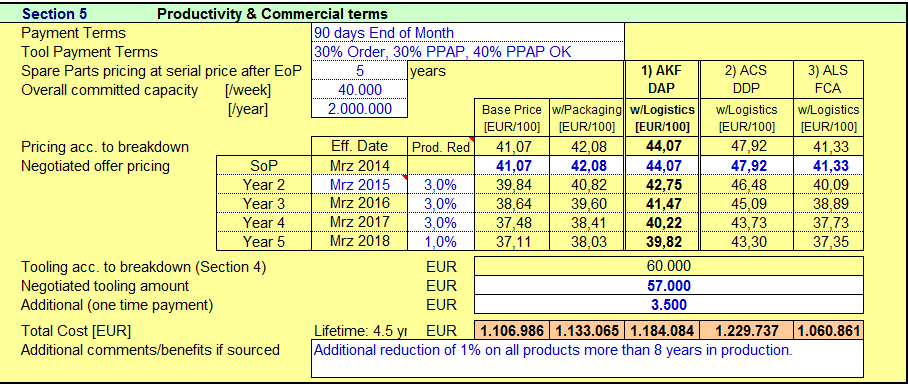 Section 5 Productivity & Commercial terms
Payment Terms 90 days End of Month
Tool Payment Terms 30% Order, 30% PPAP, 40% PPAP OK
Spare Parts pricing at serial price after EoP 5 years 1) AKF 2) ACS 3) ALS
Overall committed capacity [/week] 40.000 DAP DDP FCA
[/year] 2.000.000 Base Price w/Packaging w/Logistics w/Logistics w/Logistics
[EUR/100] [EUR/100] [EUR/100] [EUR/100] [EUR/100]
Pricing acc. to breakdown Eff. Date Prod. Red 41,07 42,08 44,07 47,92 41,33
Negotiated offer pricing SoP Mrz 2014 41,07 42,08 44,07 47,92 41,33
Year 2 Mrz 2015 3,0% 39,84 40,82 42,75 46,48 40,09
Year 3 Mrz 2016 3,0% 38,64 39,60 41,47 45,09 38,89
Year 4 Mrz 2017 3,0% 37,48 38,41 40,22 43,73 37,73
Year 5 Mrz 2018 1,0% 37,11 38,03 39,82 43,30 37,35
Tooling acc. to breakdown (Section 4) EUR 60.000
Negotiated tooling amount EUR 57.000
Additional (one time payment) EUR 3.500
Total Cost [EUR] Lifetime: 4.5 yr EUR 1.106.986 1.133.065 1.184.084 1.229.737 1.060.861
Additional comments/benefits if sourced Additional reduction of 1% on all products more than 8 years in production.